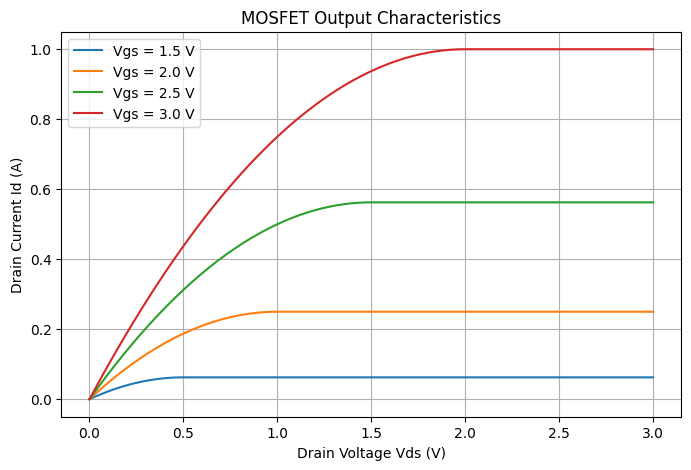 MOSFET Output Characteristics
Vgs = 1.5 V
Vgs = 2.0 V
Vgs = 2.5 V
Vgs = 3.0 V
Drain Current Id (A)
1.0
0.8
0.6
0.4
0.2
0.0
0.0 0.5 1.0 1.5 2.0 2.5 3.0
Drain Voltage Vds (V)